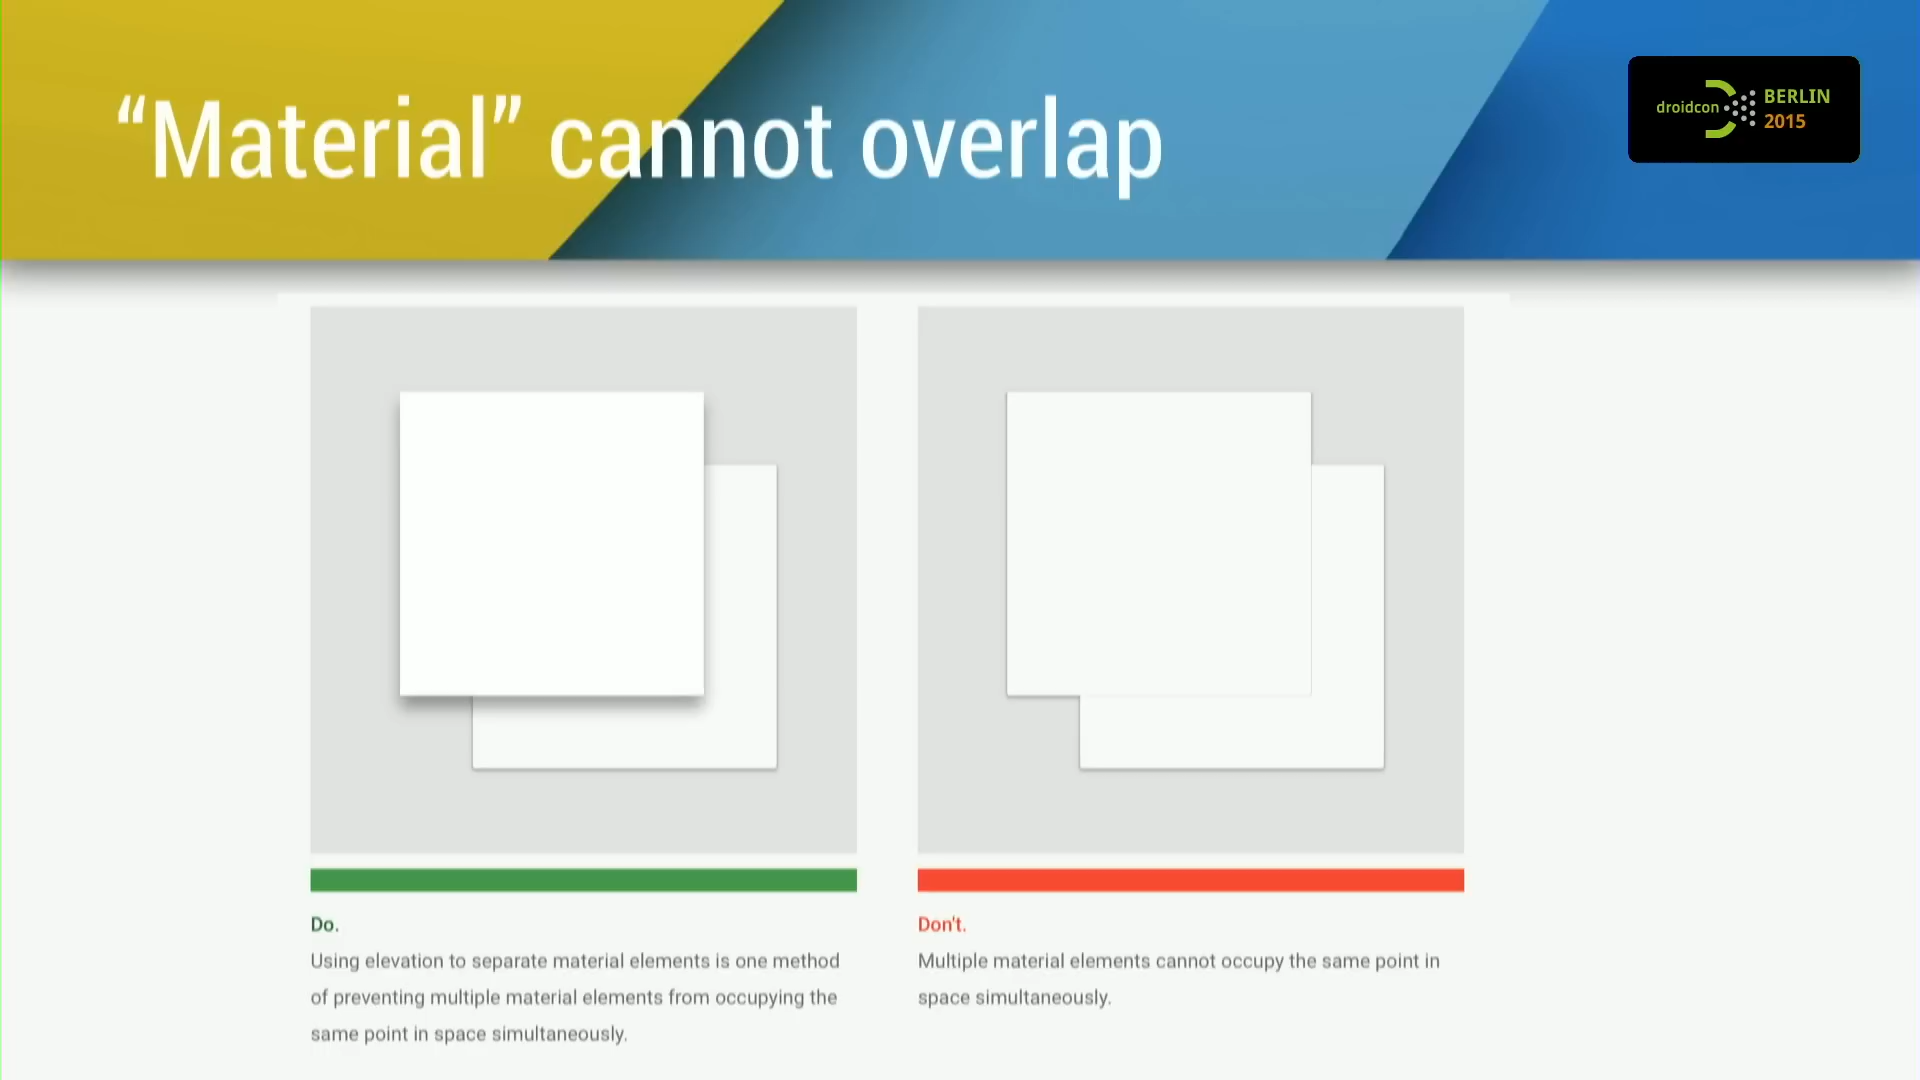 “Material” cannot overlap
droidcon
BERLIN
2015
Do.
Using elevation to separate material elements is one method
of preventing multiple material elements from occupying the
same point in space simultaneously.
Don't.
Multiple material elements cannot occupy the same point in
space simultaneously.